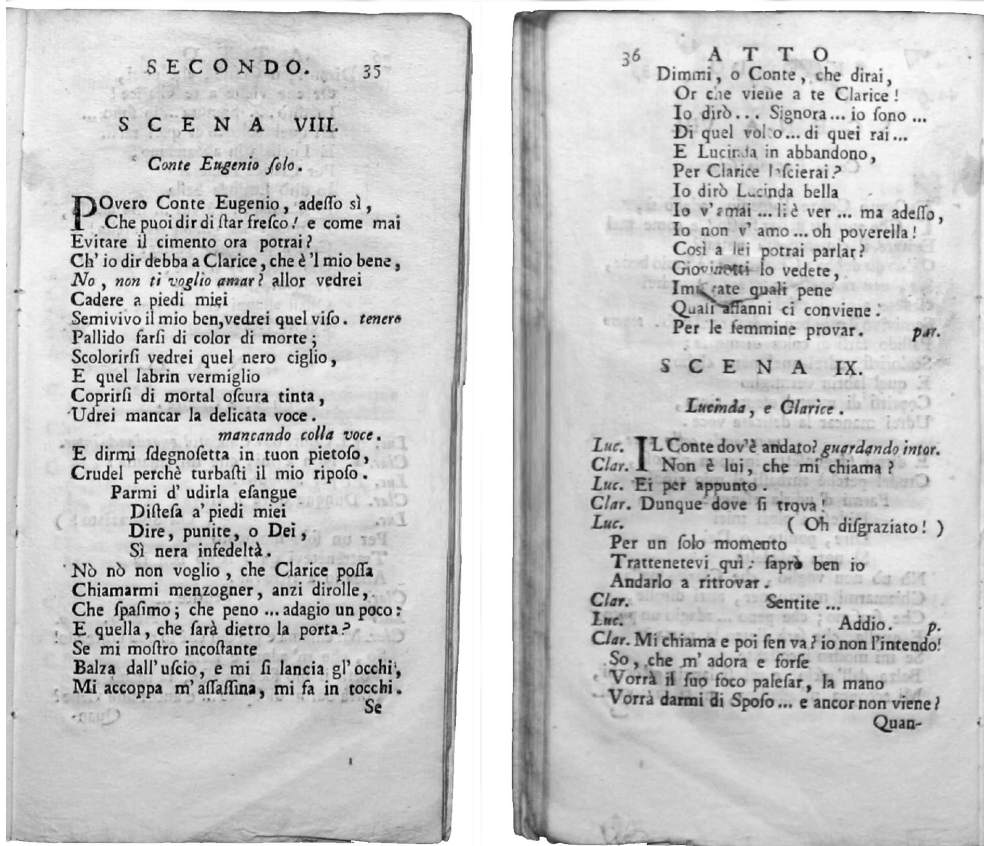 SECONDO. 35
SCENA VIII.
Conte Eugenio ſolo.
POvero Conte Eugenio, adeſſo sì,
Che puoi dir di ſtar freſco! e come mai
Evitare il cimento ora potrai?
Ch' io dir debba a Clarice, che è 'l mio bene,
No, non ti voglio amar? allor vedrei
Cadere a piedi miei
Semivivo il mio ben, vedrei quel viſo. tenero
Pallido farſi di color di morte;
Scolorirſi vedrei quel nero ciglio,
E quel labrin vermiglio
Coprirſi di mortal oſcura tinta,
Udrei mancar la delicata voce.
mancando colla voce.
E dirmi ſdegnoſetta in tuon pietoſo,
Crudel perchè turbaſti il mio ripoſo.
Parmi d' udirla eſangue
Diſteſa a' piedi miei
Dire, punite, o Dei,
Sì nera infedeltà.
Nò nò non voglio, che Clarice poſſa
Chiamarmi menzogner, anzi dirolle,
Che ſpaſimo; che peno ... adagio un poco:
E quella, che ſarà dietro la porta?
Se mi moſtro incoſtante
Balza dall' uſcio, e mi ſi lancia gl' occhi,
Mi accoppa m' aſſaſſina, mi fa in tocchi.
Se
36 ATTO
Dimmi, o Conte, che dirai,
Or che viene a te Clarice!
Io dirò... Signora ... io ſono ...
Di quel volto ... di quei rai ...
E Lucinda in abbandono,
Per Clarice laſcierai?
Io dirò Lucinda bella
Io v' amai ... li è ver ... ma adeſſo,
Io non v' amo ... oh poverella!
Così a lei potrai parlar?
Giovinotti lo vedete,
Imparate quali pene
Quali affanni ci conviene.
Per le femmine provar. par.
SCENA IX.
Lucinda, e Clarice.
Luc. IL Conte dov'è andato? guardando intor.
Clar. Non è lui, che mi chiama?
Luc. Ei per appunto.
Clar. Dunque dove ſi trova!
Luc. (Oh diſgraziato!)
Per un ſolo momento
Trattenetevi quì: ſaprò ben io
Andarlo a ritrovar.
Clar. Sentite ...
Luc. Addio. p.
Clar. Mi chiama e poi ſen va? io non l'intendo!
So, che m' adora e forſe
Vorrà il ſuo foco paleſar, la mano
Vorrà darmi di Spoſo ... e ancor non viene?
Quan-